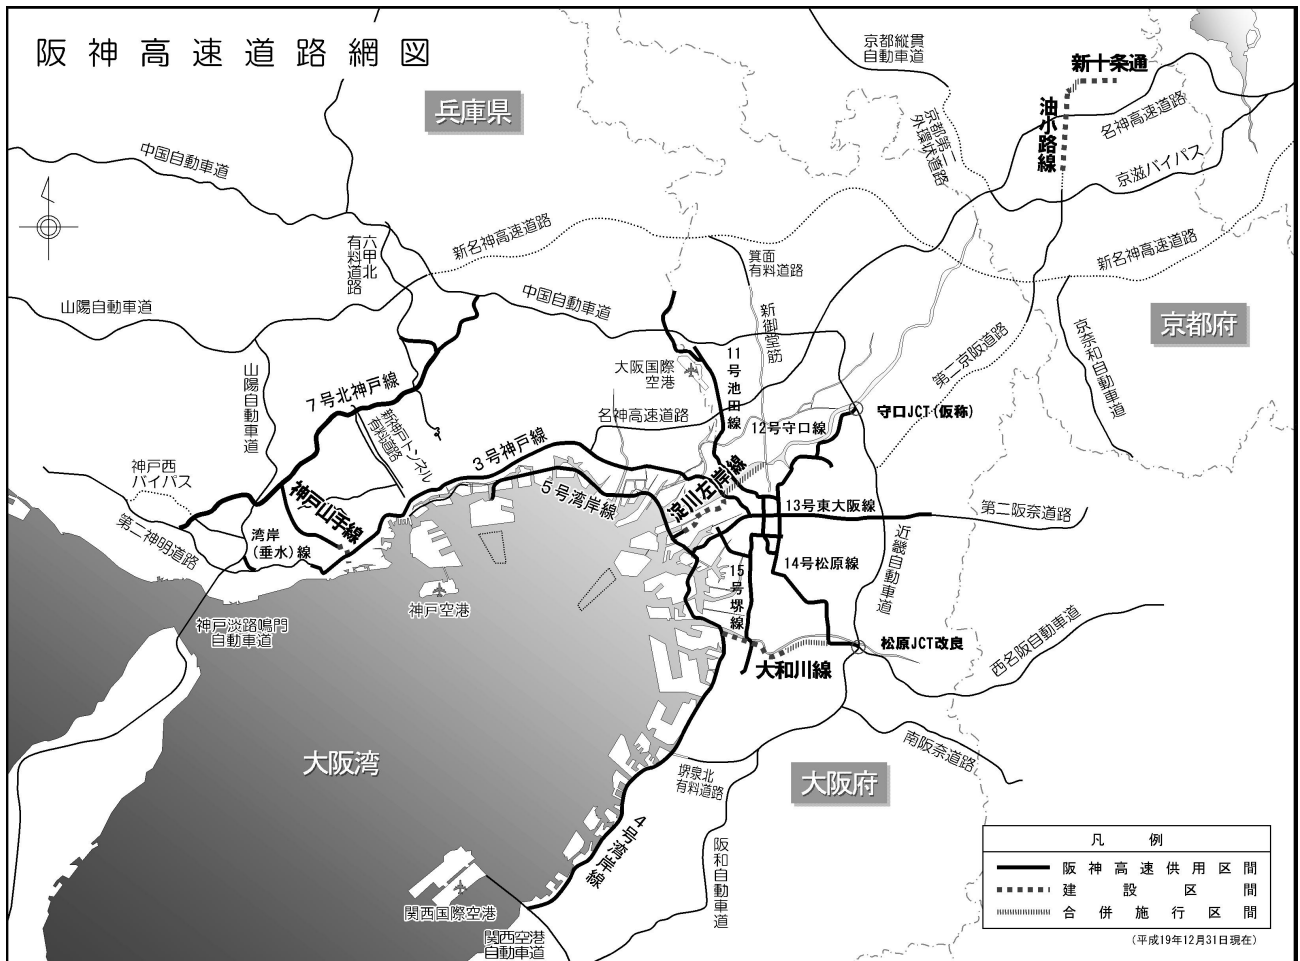 阪神高速道路網図
兵庫県
京都縦貫
自動車道
新十条通
油小路線
名神高速道路
京滋バイパス
京都第二
外環状道路
中国自動車道
六甲北
有料道路
新名神高速道路
箕面
有料道路
新名神高速道路
京都府
山陽自動車道
中国自動車道
新御堂筋
大阪国際
空港
11号池田線
第二京阪道路
京奈和自動車道
山陽自動車道
7号北神戸線
新神戸トンネル
有料道路
名神高速道路
12号守口線
守口JCT(仮称)
3号神戸線
神戸西
バイパス
5号湾岸線
淀川左岸線
神戸山手線
13号東大阪線
第二阪奈道路
第二神明道路
湾岸
(垂水)線
近畿自動車道
14号松原線
15号堺線
神戸空港
神戸淡路鳴門
自動車道
松原JCT改良
西名阪自動車道
大和川線
大阪湾
南阪奈道路
堺泉北
有料道路
大阪府
4号湾岸線
阪和自動車道
関西国際空港
関西空港
自動車道
凡例
阪神高速供用区間
建設区間
合併施行区間
(平成19年12月31日現在)